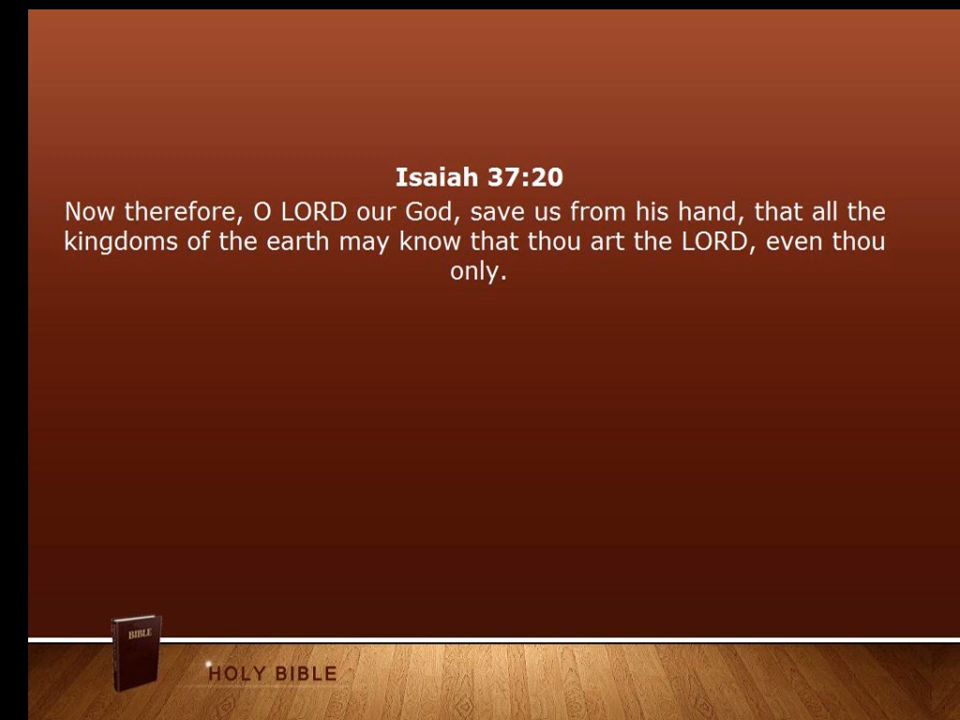 Isaiah 37:20
Now therefore, O LORD our God, save us from his hand, that all the
kingdoms of the earth may know that thou art the LORD, even thou
only.
BIBLE
HOLY BIBLE